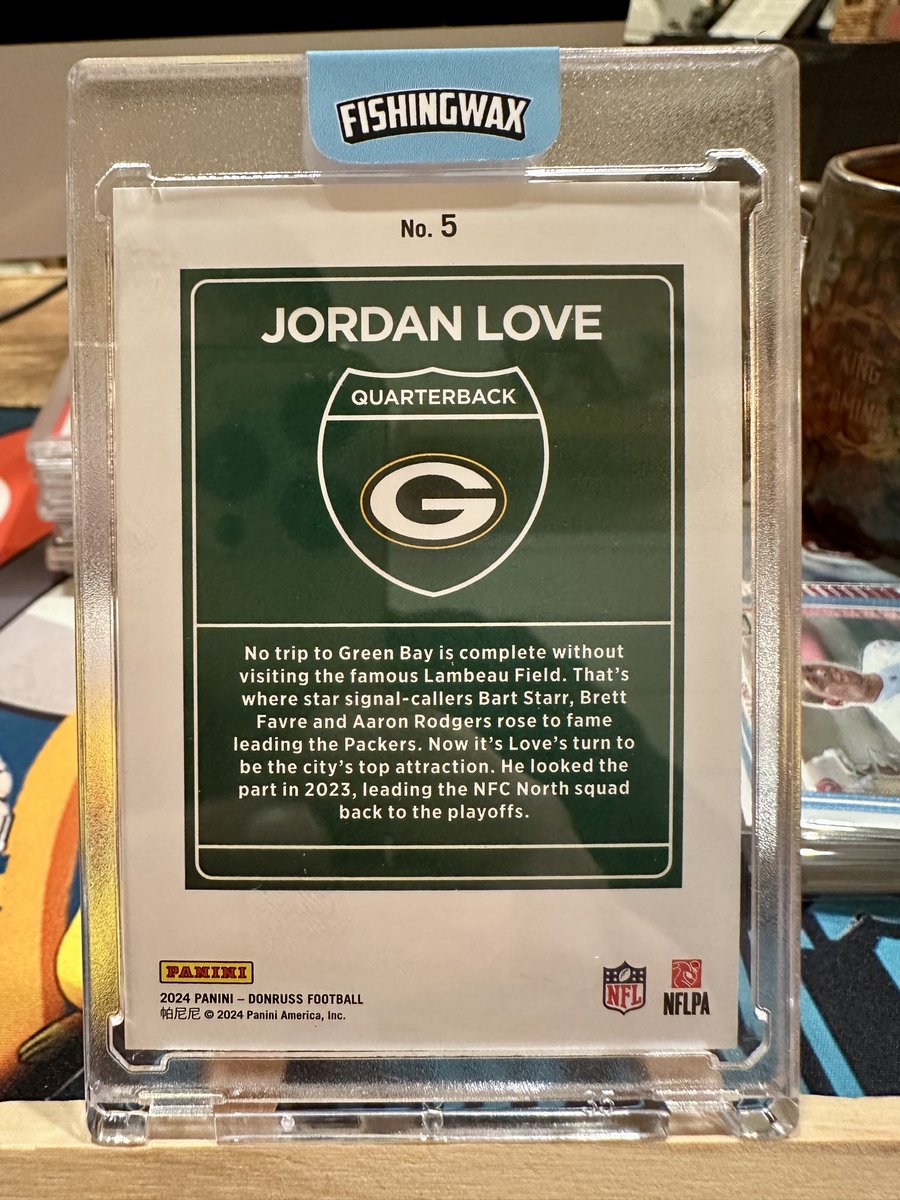 FISHINGWAX
No. 5
JORDAN LOVE
QUARTERBACK
G
No trip to Green Bay is complete without
visiting the famous Lambeau Field. That's
where star signal-callers Bart Starr, Brett
Favre and Aaron Rodgers rose to fame
leading the Packers. Now it's Love's turn to
be the city's top attraction. He looked the
part in 2023, leading the NFC North squad
back to the playoffs.
PANINI
2024 PANINI – DONRUSS FOOTBALL
帕尼尼 © 2024 Panini America, Inc.
NFL
NFLPA
KING